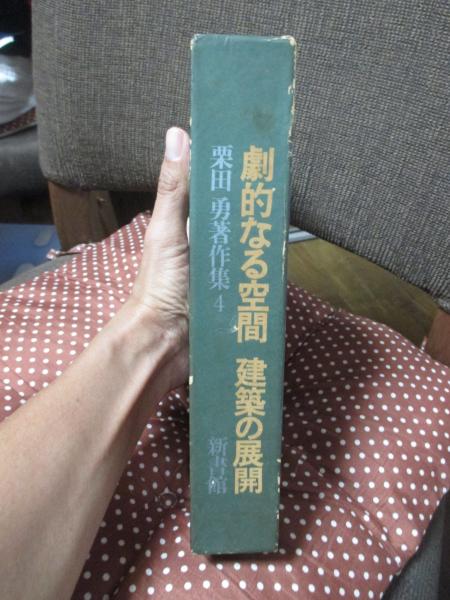 劇的なる空間 建築の展開
栗田 勇著作集 4
新書館